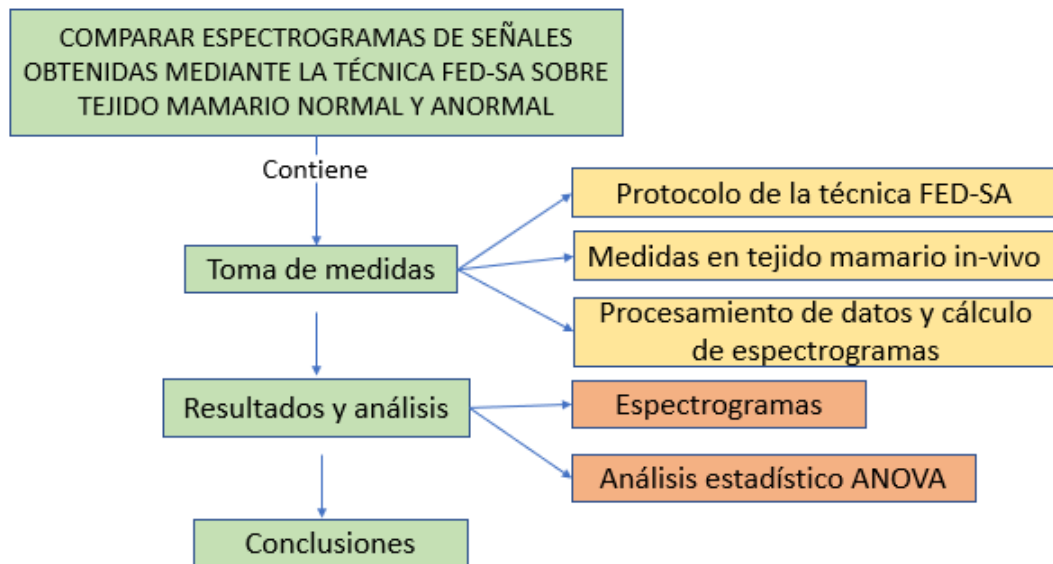 COMPARAR ESPECTROGRAMAS DE SEÑALES
OBTENIDAS MEDIANTE LA TÉCNICA FED-SA SOBRE
TEJIDO MAMARIO NORMAL Y ANORMAL
Contiene
Toma de medidas
Protocolo de la técnica FED-SA
Medidas en tejido mamario in-vivo
Procesamiento de datos y cálculo
de espectrogramas
Resultados y análisis
Espectrogramas
Análisis estadístico ANOVA
Conclusiones